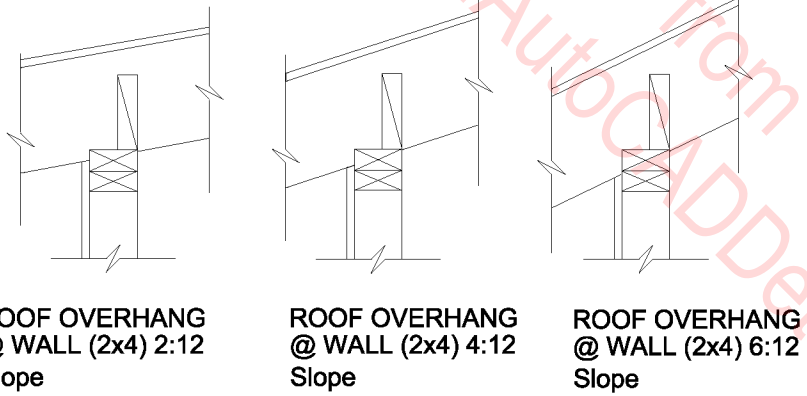 OOF OVERHANG
@ WALL (2x4) 2:12
ope
ROOF OVERHANG
@ WALL (2x4) 4:12
Slope
ROOF OVERHANG
@ WALL (2x4) 6:12
Slope
from
AutoCADDe